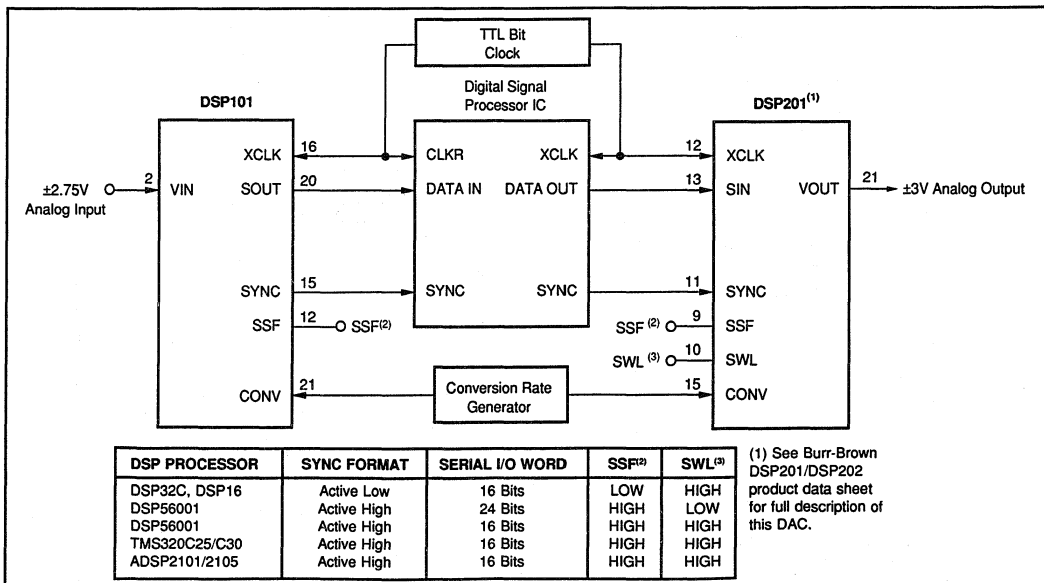 TTL Bit
Clock
Digital Signal
Processor IC
DSP101
DSP201(1)
XCLK
16
CLKR
XCLK
12
XCLK
±2.75V
Analog Input
2
VIN
SOUT
20
DATA IN
DATA OUT
13
SIN
VOUT
21
±3V Analog Output
SYNC
15
SYNC
SYNC
11
SYNC
SSF
12
SSF(2)
SSF (2)
9
SSF
SWL (3)
10
SWL
CONV
21
Conversion Rate
Generator
15
CONV
DSP PROCESSOR SYNC FORMAT SERIAL I/O WORD SSF(2) SWL(3)
DSP32C, DSP16 Active Low 16 Bits LOW HIGH
DSP56001 Active High 24 Bits HIGH LOW
DSP56001 Active High 16 Bits HIGH HIGH
TMS320C25/C30 Active High 16 Bits HIGH HIGH
ADSP2101/2105 Active High 16 Bits HIGH HIGH
(1) See Burr-Brown
DSP201/DSP202
product data sheet
for full description of
this DAC.